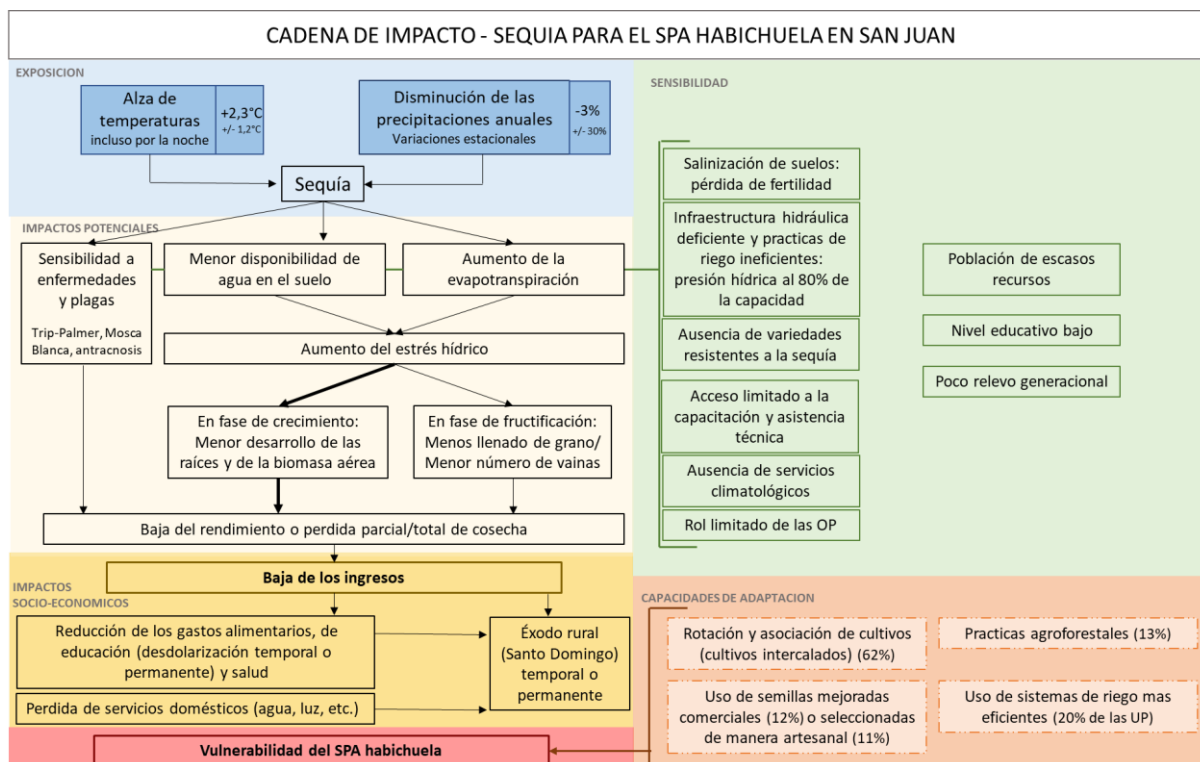 CADENA DE IMPACTO - SEQUIA PARA EL SPA HABICHUELA EN SAN JUAN
EXPOSICION
Alza de
temperaturas
incluso por la noche
+2,3°C
+/- 1,2°C
Disminución de las
precipitaciones anuales
Variaciones estacionales
-3%
+/- 30%
Sequía
IMPACTOS POTENCIALES
Sensibilidad a
enfermedades
y plagas
Trip-Palmer, Mosca
Blanca, antracnosis
Menor disponibilidad de
agua en el suelo
Aumento de la
evapotranspiración
Aumento del estrés hídrico
En fase de crecimiento:
Menor desarrollo de las
raíces y de la biomasa aérea
En fase de fructificación:
Menos llenado de grano/
Menor número de vainas
Baja del rendimiento o perdida parcial/total de cosecha
IMPACTOS
SOCIO-ECONOMICOS
Baja de los ingresos
Reducción de los gastos alimentarios, de
educación (desdolarización temporal o
permanente) y salud
Perdida de servicios domésticos (agua, luz, etc.)
Éxodo rural
(Santo Domingo)
temporal o
permanente
Vulnerabilidad del SPA habichuela
SENSIBILIDAD
Salinización de suelos:
pérdida de fertilidad
Infraestructura hidráulica
deficiente y practicas de
riego ineficientes:
presión hídrica al 80% de
la capacidad
Ausencia de variedades
resistentes a la sequía
Acceso limitado a la
capacitación y asistencia
técnica
Ausencia de servicios
climatológicos
Rol limitado de las OP
Población de escasos
recursos
Nivel educativo bajo
Poco relevo generacional
CAPACIDADES DE ADAPTACION
Rotación y asociación de cultivos
(cultivos intercalados) (62%)
Practicas agroforestales (13%)
Uso de semillas mejoradas
comerciales (12%) o seleccionadas
de manera artesanal (11%)
Uso de sistemas de riego mas
eficientes (20% de las UP)